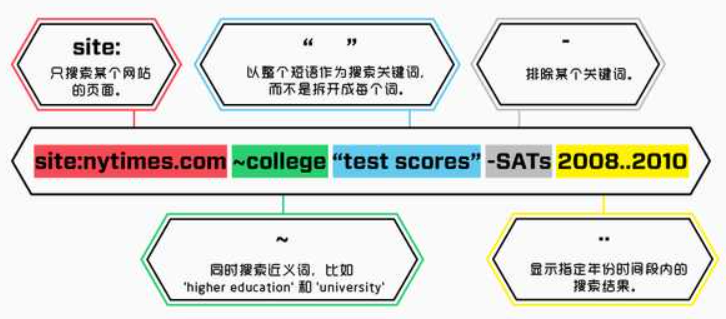 site:
只搜索某个网站
的页面。
“ ”
以整个短语作为搜索关键词,
而不是拆开成每个词。
-
排除某个关键词。
site:nytimes.com ~college “test scores” -SATs 2008..2010
~
同时搜索近义词, 比如
'higher education' 和 'university'
..
显示指定年份时间段内的
搜索结果。